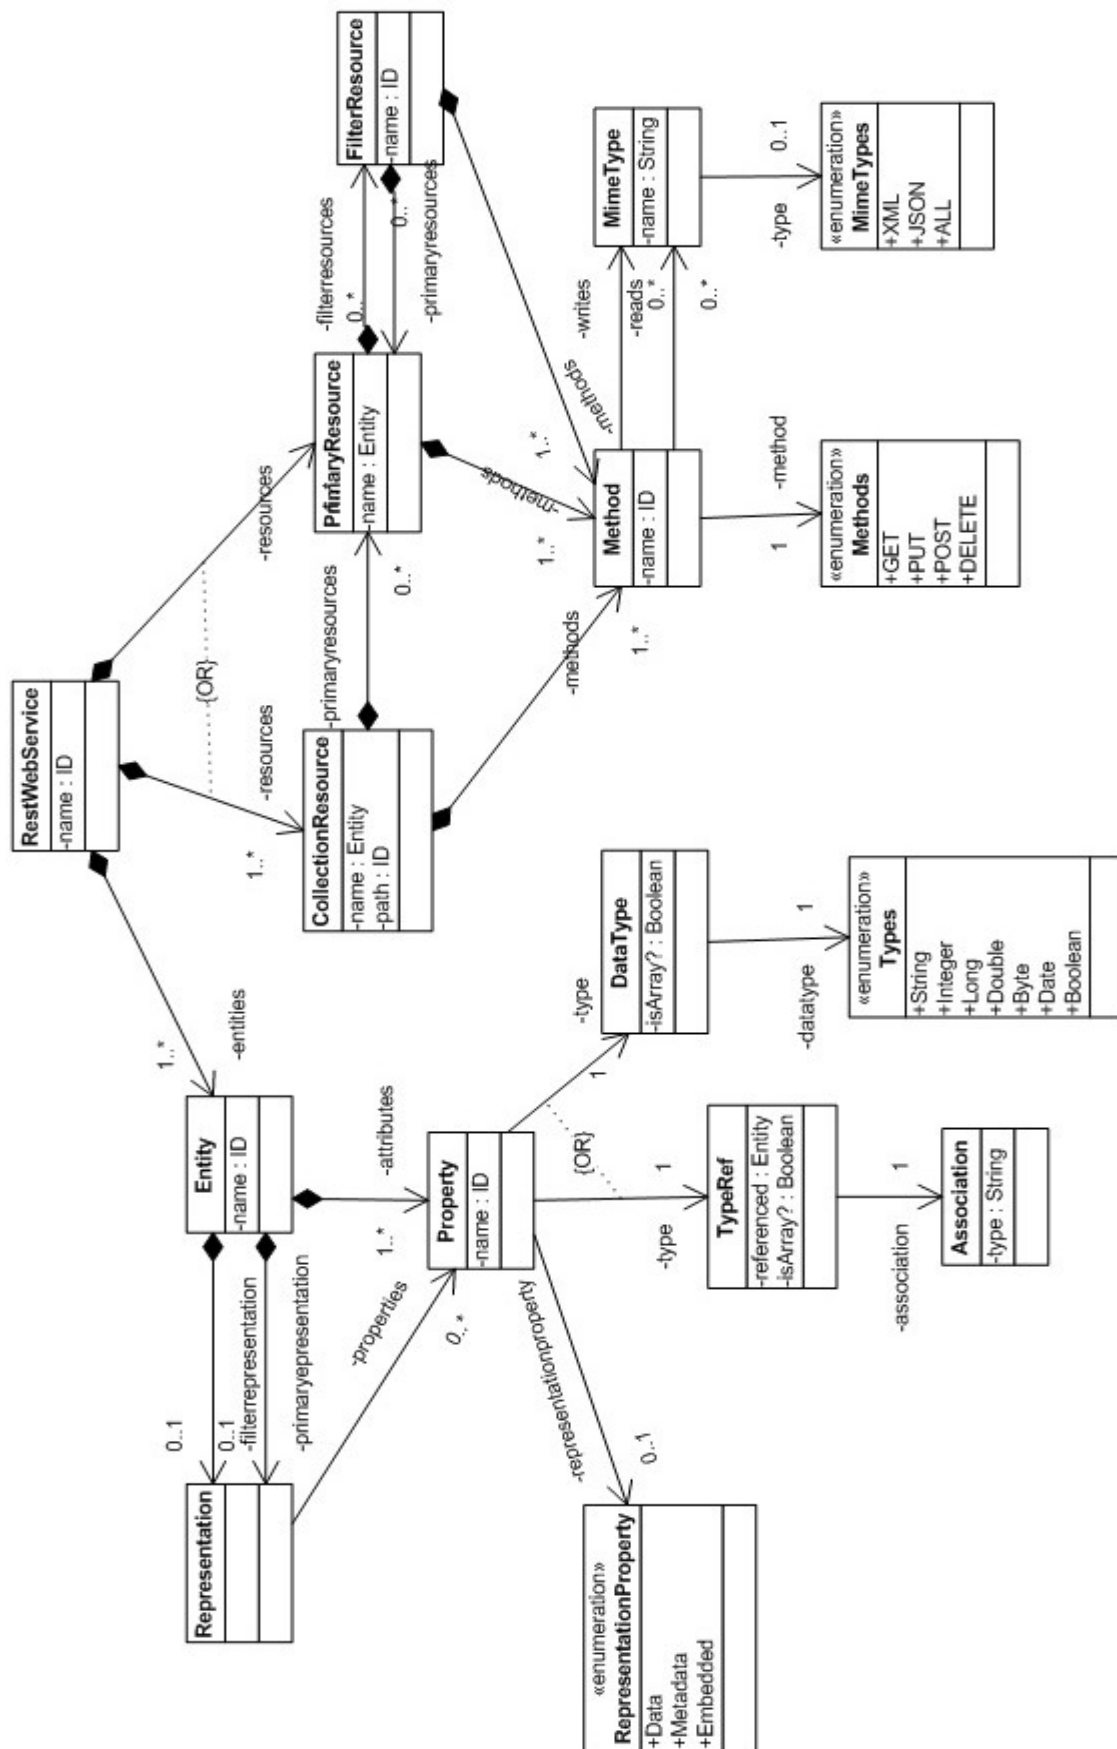 RestWebService
-name : ID
-resources
{OR}
-resources
1..*
-entities
1..*
FilterResource
-name : ID
0..*
-filterresources
0..*
-primaryresources
PrimaryResource
-name : Entity
-primaryresources
0..*
CollectionResource
-name : Entity
-path : ID
Entity
-name : ID
0..1
0..1
-filterrepresentation
-primaryepresentation
Representation
-methods
1..*
-methods
1..*
-methods
1..*
-attributes
1..*
-properties
0..*
MimeType
-name : String
-writes
-reads
0..*
0..*
Method
-name : ID
DataType
-isArray? : Boolean
-type
1
{OR}
Property
-name : ID
-type
1
-representationproperty
0..1
«enumeration»
RepresentationProperty
+Data
+Metadata
+Embedded
0..1
-type
«enumeration»
MimeTypes
+XML
+JSON
+ALL
-method
1
«enumeration»
Methods
+GET
+PUT
+POST
+DELETE
1
-datatype
«enumeration»
Types
+String
+Integer
+Long
+Double
+Byte
+Date
+Boolean
TypeRef
-referenced : Entity
-isArray? : Boolean
1
-association
Association
-type : String